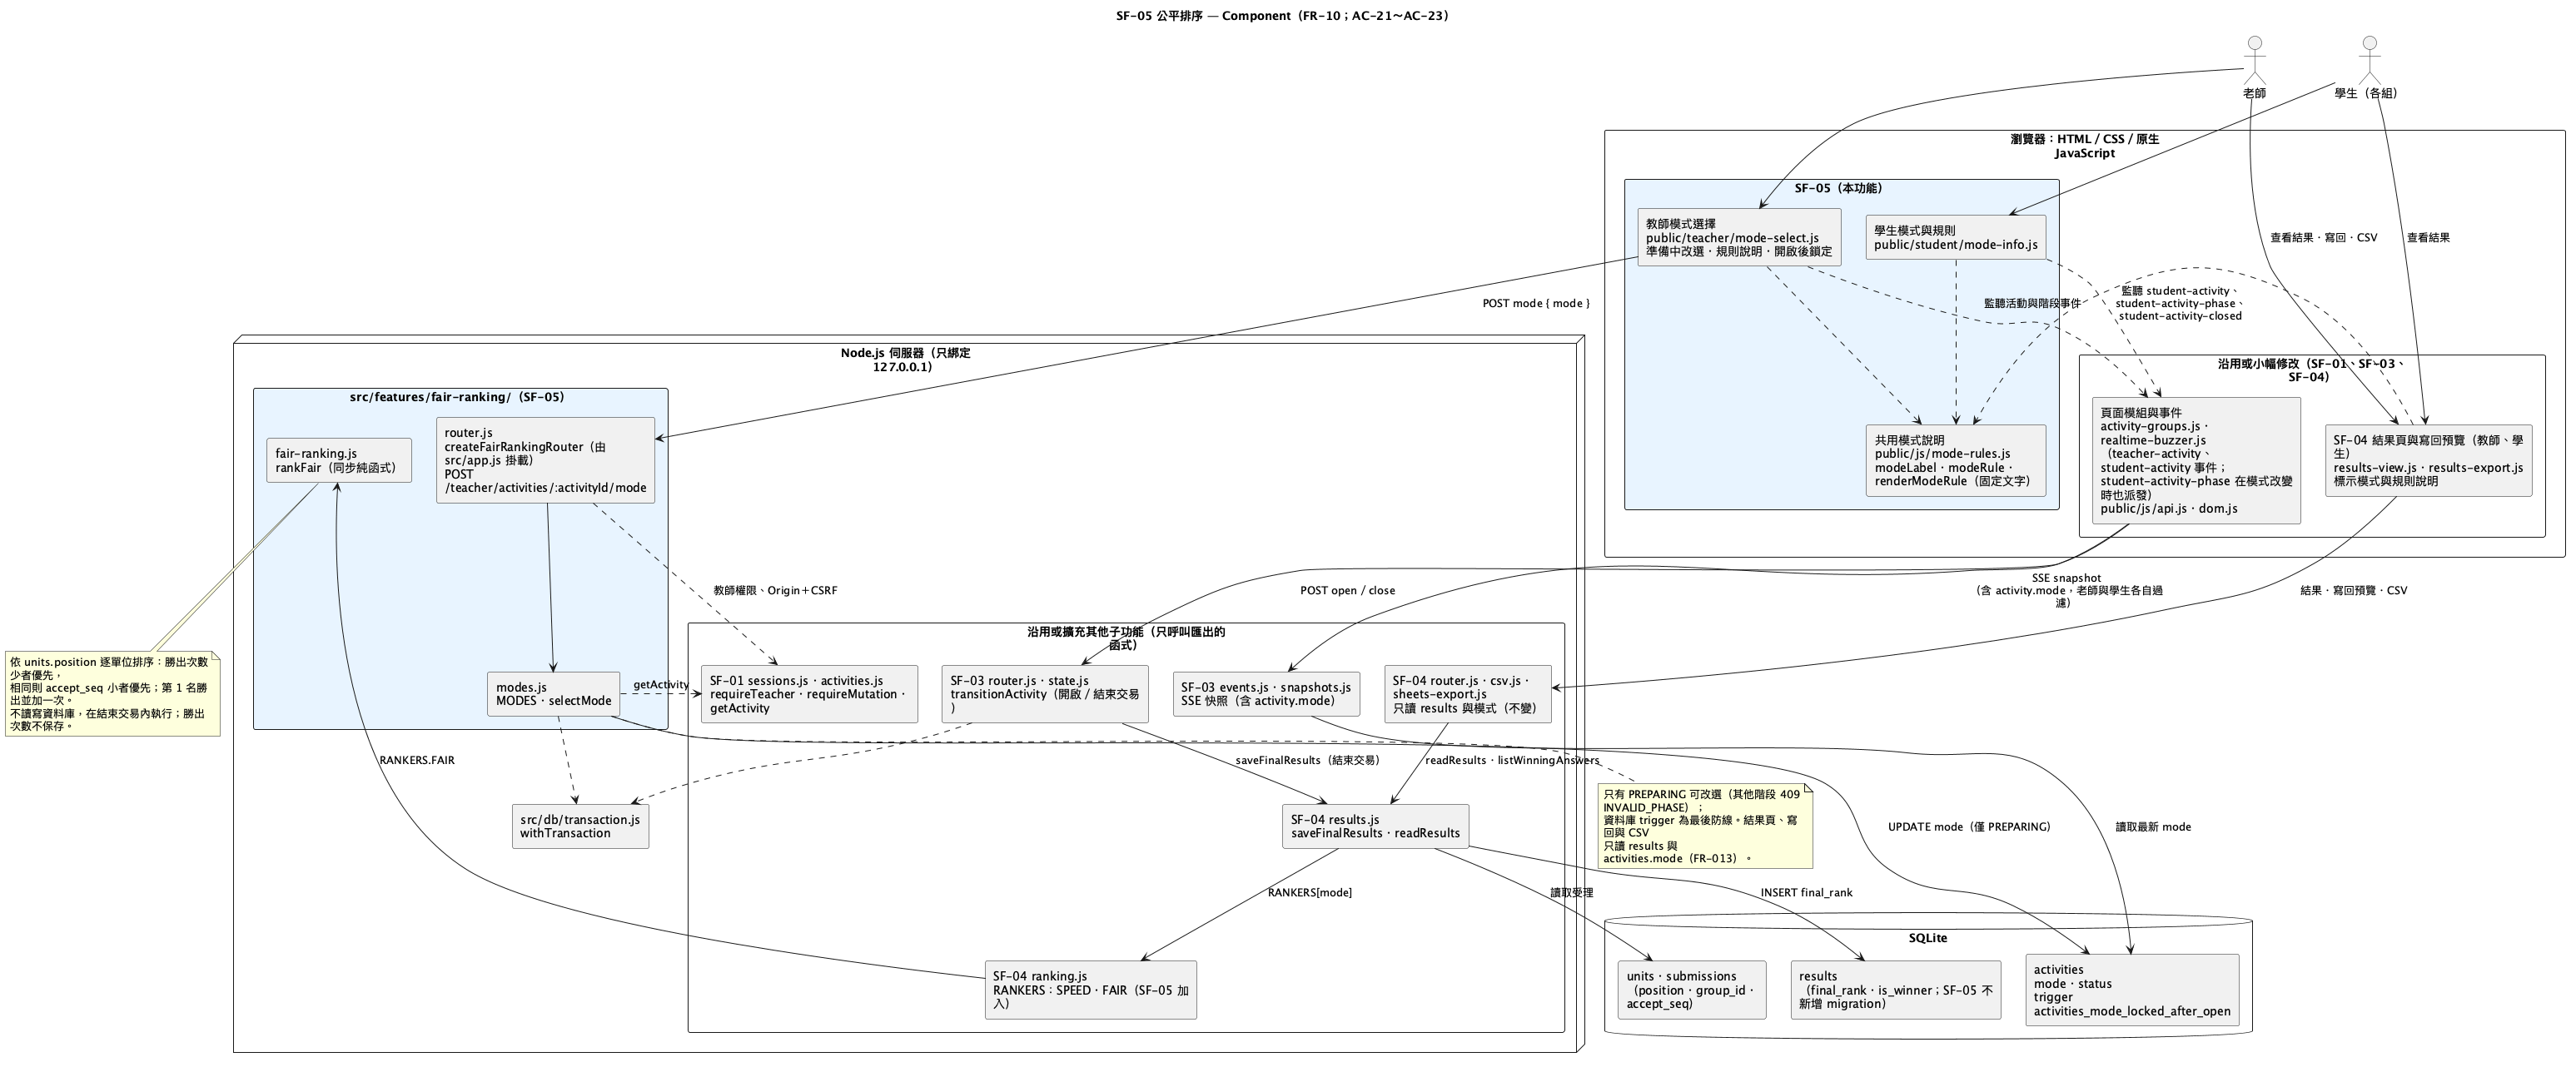 SF-05 公平排序 — Component（FR-10；AC-21～AC-23）
老師
學生（各組）
瀏覽器：HTML / CSS / 原生
JavaScript
SF-05（本功能）
教師模式選擇
public/teacher/mode-select.js
準備中改選．規則說明．開啟後鎖定
學生模式與規則
public/student/mode-info.js
查看結果．寫回．CSV
查看結果
POST mode { mode }
監聽活動與階段事件
監聽 student-activity、
student-activity-phase、
student-activity-closed
沿用或小幅修改（SF-01、SF-03、
SF-04）
共用模式說明
public/js/mode-rules.js
modeLabel．modeRule．
renderModeRule（固定文字）
頁面模組與事件
activity-groups.js．
realtime-buzzer.js
（teacher-activity、
student-activity 事件；
student-activity-phase 在模式改變
時也派發）
public/js/api.js．dom.js
SF-04 結果頁與寫回預覽（教師、學
生）
results-view.js．results-export.js
標示模式與規則說明
Node.js 伺服器（只綁定
127.0.0.1）
src/features/fair-ranking/（SF-05）
fair-ranking.js
rankFair（同步純函式）
router.js
createFairRankingRouter（由
src/app.js 掛載）
POST
/teacher/activities/:activityId/mode
教師權限、Origin＋CSRF
POST open / close
SSE snapshot
（含 activity.mode，老師與學生各自過
濾）
結果．寫回預覽．CSV
沿用或擴充其他子功能（只呼叫匯出的
函式）
依 units.position 逐單位排序：勝出次數
少者優先，
相同則 accept_seq 小者優先；第 1 名勝
出並加一次。
不讀寫資料庫，在結束交易內執行；勝出
次數不保存。
modes.js
MODES．selectMode
getActivity
SF-01 sessions.js．activities.js
requireTeacher．requireMutation．
getActivity
SF-03 router.js．state.js
transitionActivity（開啟 / 結束交易
）
SF-03 events.js．snapshots.js
SSE 快照（含 activity.mode）
SF-04 router.js．csv.js．
sheets-export.js
只讀 results 與模式（不變）
RANKERS.FAIR
saveFinalResults（結束交易）
readResults．listWinningAnswers
src/db/transaction.js
withTransaction
SF-04 results.js
saveFinalResults．readResults
只有 PREPARING 可改選（其他階段 409
INVALID_PHASE）；
資料庫 trigger 為最後防線。結果頁、寫
回與 CSV
只讀 results 與
activities.mode（FR-013）。
UPDATE mode（僅 PREPARING）
讀取最新 mode
RANKERS[mode]
讀取受理
INSERT final_rank
SF-04 ranking.js
RANKERS：SPEED．FAIR（SF-05 加
入）
SQLite
units．submissions
（position．group_id．
accept_seq）
results
（final_rank．is_winner；SF-05 不
新增 migration）
activities
mode．status
trigger
activities_mode_locked_after_open